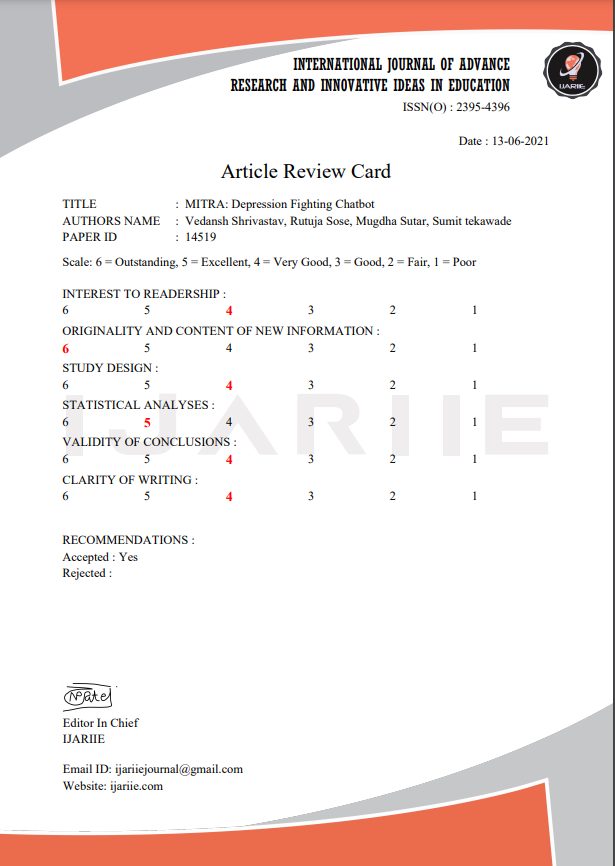 INTERNATIONAL JOURNAL OF ADVANCE
RESEARCH AND INNOVATIVE IDEAS IN EDUCATION
IJARIIE
ISSN(O) : 2395-4396
Date : 13-06-2021
Article Review Card
TITLE : MITRA: Depression Fighting Chatbot
AUTHORS NAME : Vedansh Shrivastav, Rutuja Sose, Mugdha Sutar, Sumit tekawade
PAPER ID : 14519
Scale: 6 = Outstanding, 5 = Excellent, 4 = Very Good, 3 = Good, 2 = Fair, 1 = Poor
INTEREST TO READERSHIP :
6 5 4 3 2 1
ORIGINALITY AND CONTENT OF NEW INFORMATION :
6 5 4 3 2 1
STUDY DESIGN :
6 5 4 3 2 1
IJARIIE
STATISTICAL ANALYSES :
6 5 4 3 2 1
VALIDITY OF CONCLUSIONS :
6 5 4 3 2 1
CLARITY OF WRITING :
6 5 4 3 2 1
RECOMMENDATIONS :
Accepted : Yes
Rejected :
Editor In Chief
IJARIIE
Email ID: ijariiejournal@gmail.com
Website: ijariie.com